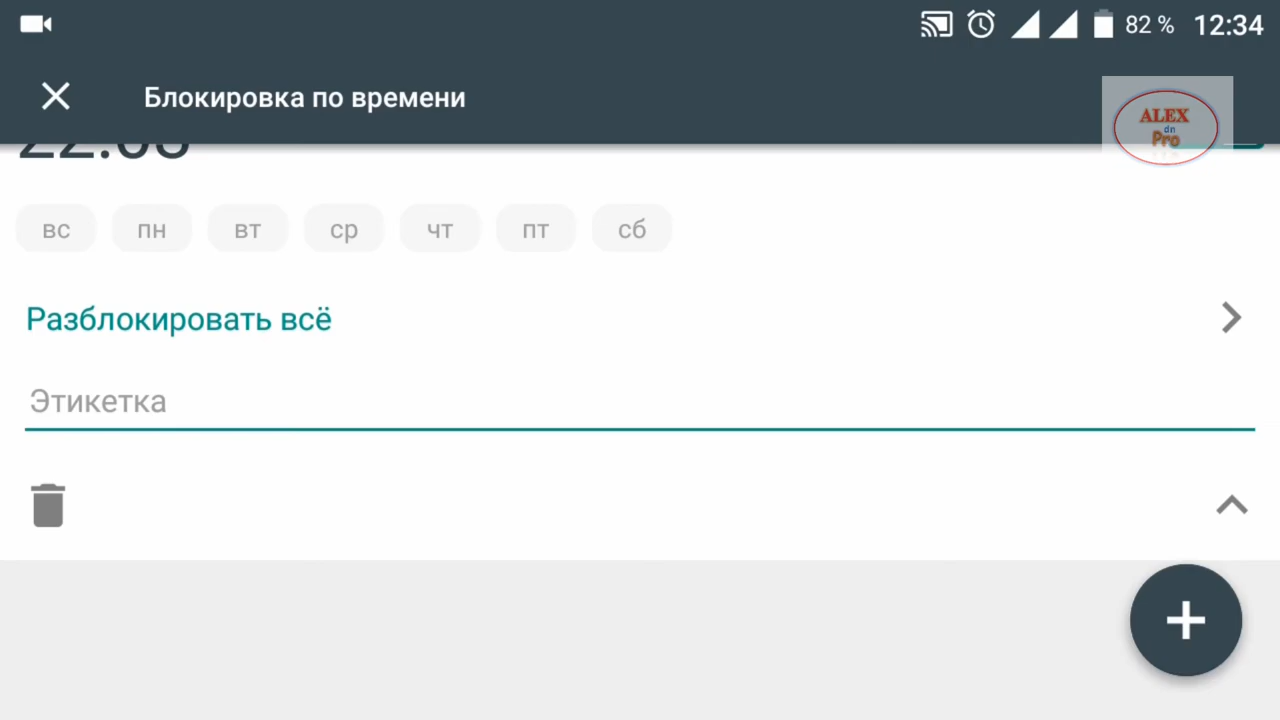 82 % 12:34
Блокировка по времени
ALEX
dn
Pro
вс пн вт ср чт пт сб
Разблокировать всё
Этикетка